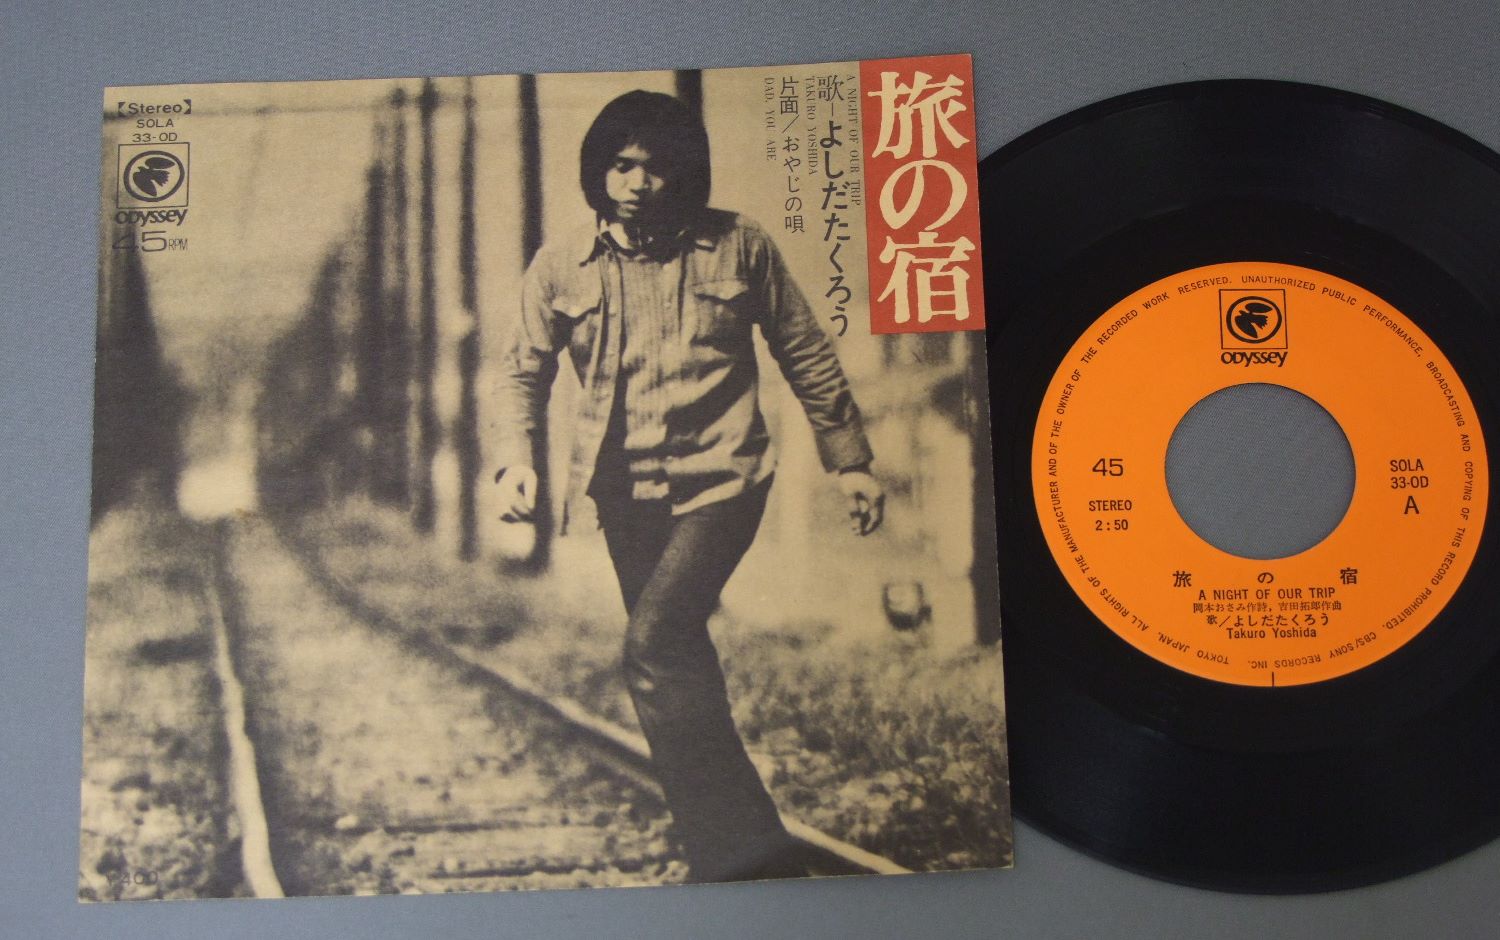 【Stereo】
SOLA
33-OD
ODYSSEY
45RPM
旅の宿
A NIGHT OF OUR TRIP
歌—よしだたくろう
TAKURO YOSHIDA
片面/おやじの唄
DAD, YOU ARE
¥400
ALL RIGHTS OF THE MANUFACTURER AND OF THE OWNER OF THE RECORDED WORK RESERVED. UNAUTHORIZED PUBLIC PERFORMANCE, BROADCASTING AND COPYING OF THIS RECORD PROHIBITED. CBS/SONY RECORDS INC. TOKYO JAPAN.
ODYSSEY
45
STEREO
2:50
SOLA
33-OD
A
旅の宿
A NIGHT OF OUR TRIP
岡本おさみ作詩, 吉田拓郎作曲
歌/よしだたくろう
Takuro Yoshida